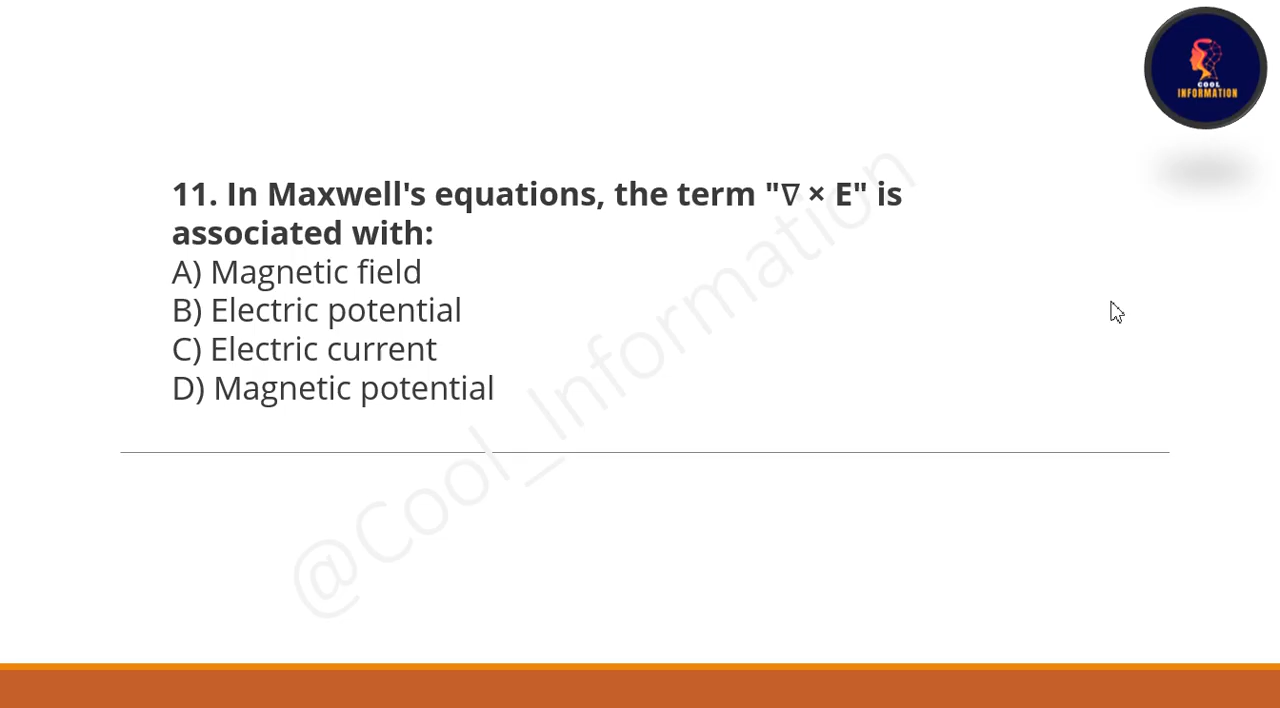 COOL
INFORMATION
11. In Maxwell's equations, the term "∇ × E" is
associated with:
A) Magnetic field
B) Electric potential
C) Electric current
D) Magnetic potential
@Cool_Information